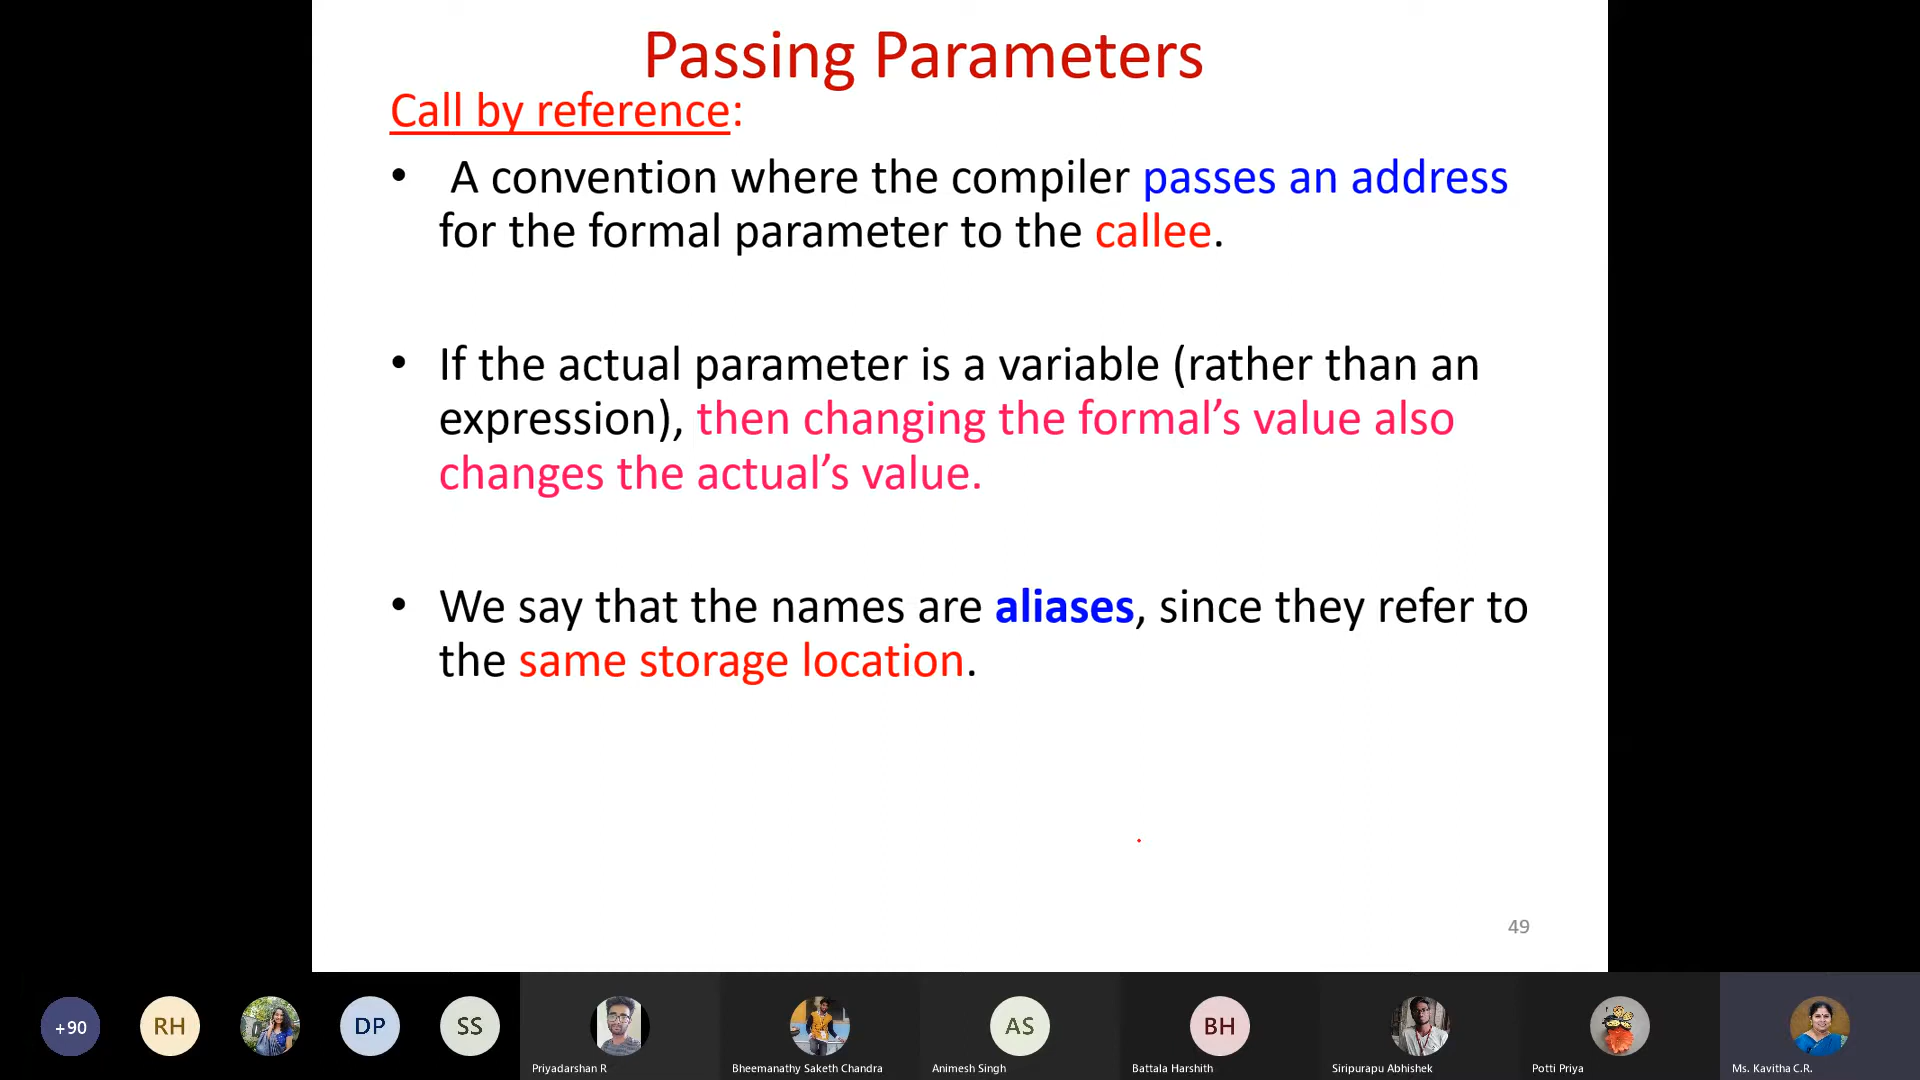 Passing Parameters
Call by reference:
• A convention where the compiler passes an address
for the formal parameter to the callee.
• If the actual parameter is a variable (rather than an
expression), then changing the formal’s value also
changes the actual’s value.
• We say that the names are aliases, since they refer to
the same storage location.
49
+90 RH DP SS AS BH
Priyadarshan R Bheemanathy Saketh Chandra Animesh Singh Battala Harshith Siripurapu Abhishek Potti Priya Ms. Kavitha C.R.